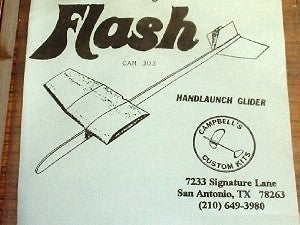 Flash
CAM 303
HANDLAUNCH GLIDER
CAMPBELL'S
CUSTOM KITS
7233 Signature Lane
San Antonio, TX 78263
(210) 649-3980